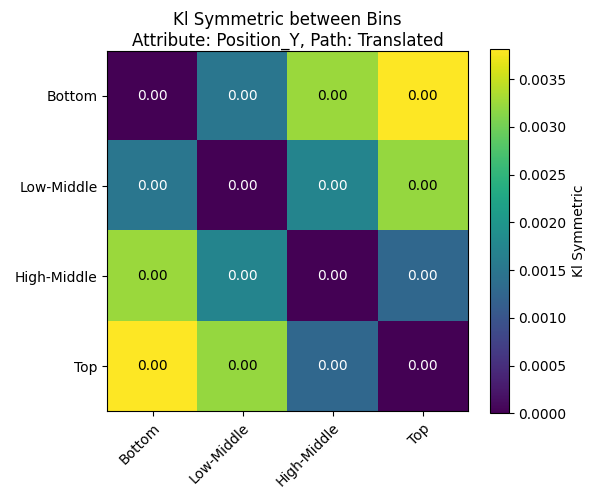 Kl Symmetric between Bins
Attribute: Position_Y, Path: Translated
Bottom 0.00 0.00 0.00 0.00
Low-Middle 0.00 0.00 0.00 0.00
High-Middle 0.00 0.00 0.00 0.00
Top 0.00 0.00 0.00 0.00
Bottom Low-Middle High-Middle Top
0.0035
0.0030
0.0025
0.0020
0.0015
0.0010
0.0005
0.0000
Kl Symmetric